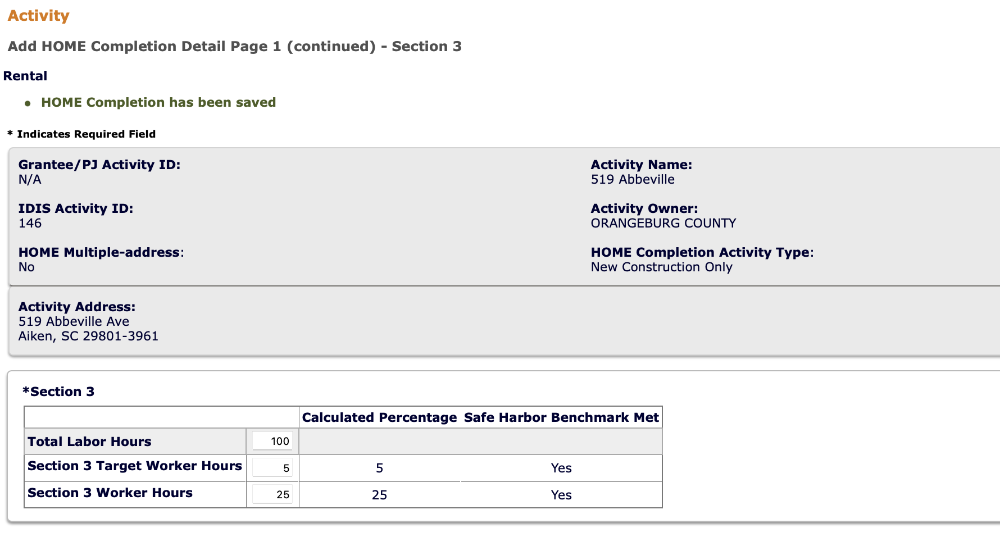 Activity
Add HOME Completion Detail Page 1 (continued) - Section 3
Rental
• HOME Completion has been saved
* Indicates Required Field
Grantee/PJ Activity ID:
N/A
Activity Name:
519 Abbeville
IDIS Activity ID:
146
Activity Owner:
ORANGEBURG COUNTY
HOME Multiple-address:
No
HOME Completion Activity Type:
New Construction Only
Activity Address:
519 Abbeville Ave
Aiken, SC 29801-3961
*Section 3
Calculated Percentage Safe Harbor Benchmark Met
Total Labor Hours 100
Section 3 Target Worker Hours 5 5 Yes
Section 3 Worker Hours 25 25 Yes